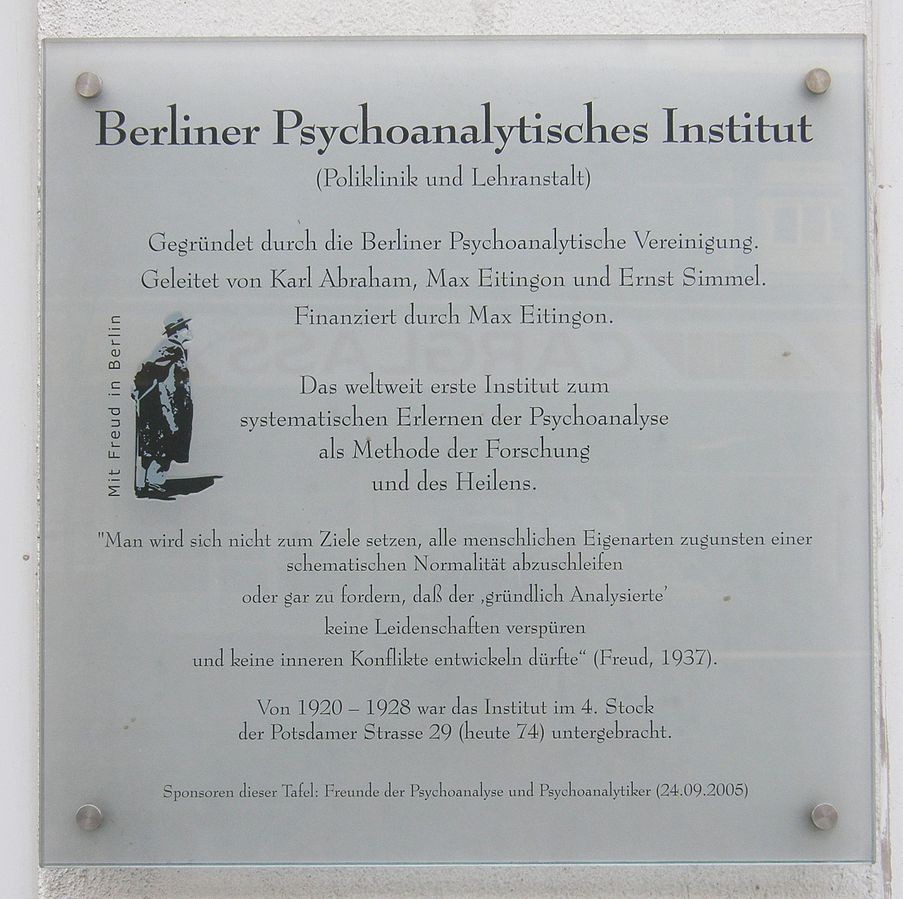 Berliner Psychoanalytisches Institut
(Poliklinik und Lehranstalt)
Gegründet durch die Berliner Psychoanalytische Vereinigung.
Geleitet von Karl Abraham, Max Eitingon und Ernst Simmel.
Finanziert durch Max Eitingon.
Mit Freud in Berlin
Das weltweit erste Institut zum
systematischen Erlernen der Psychoanalyse
als Methode der Forschung
und des Heilens.
"Man wird sich nicht zum Ziele setzen, alle menschlichen Eigenarten zugunsten einer
schematischen Normalität abzuschleifen
oder gar zu fordern, daß der ‚gründlich Analysierte’
keine Leidenschaften verspüren
und keine inneren Konflikte entwickeln dürfte“ (Freud, 1937).
Von 1920 – 1928 war das Institut im 4. Stock
der Potsdamer Strasse 29 (heute 74) untergebracht.
Sponsoren dieser Tafel: Freunde der Psychoanalyse und Psychoanalytiker (24.09.2005)